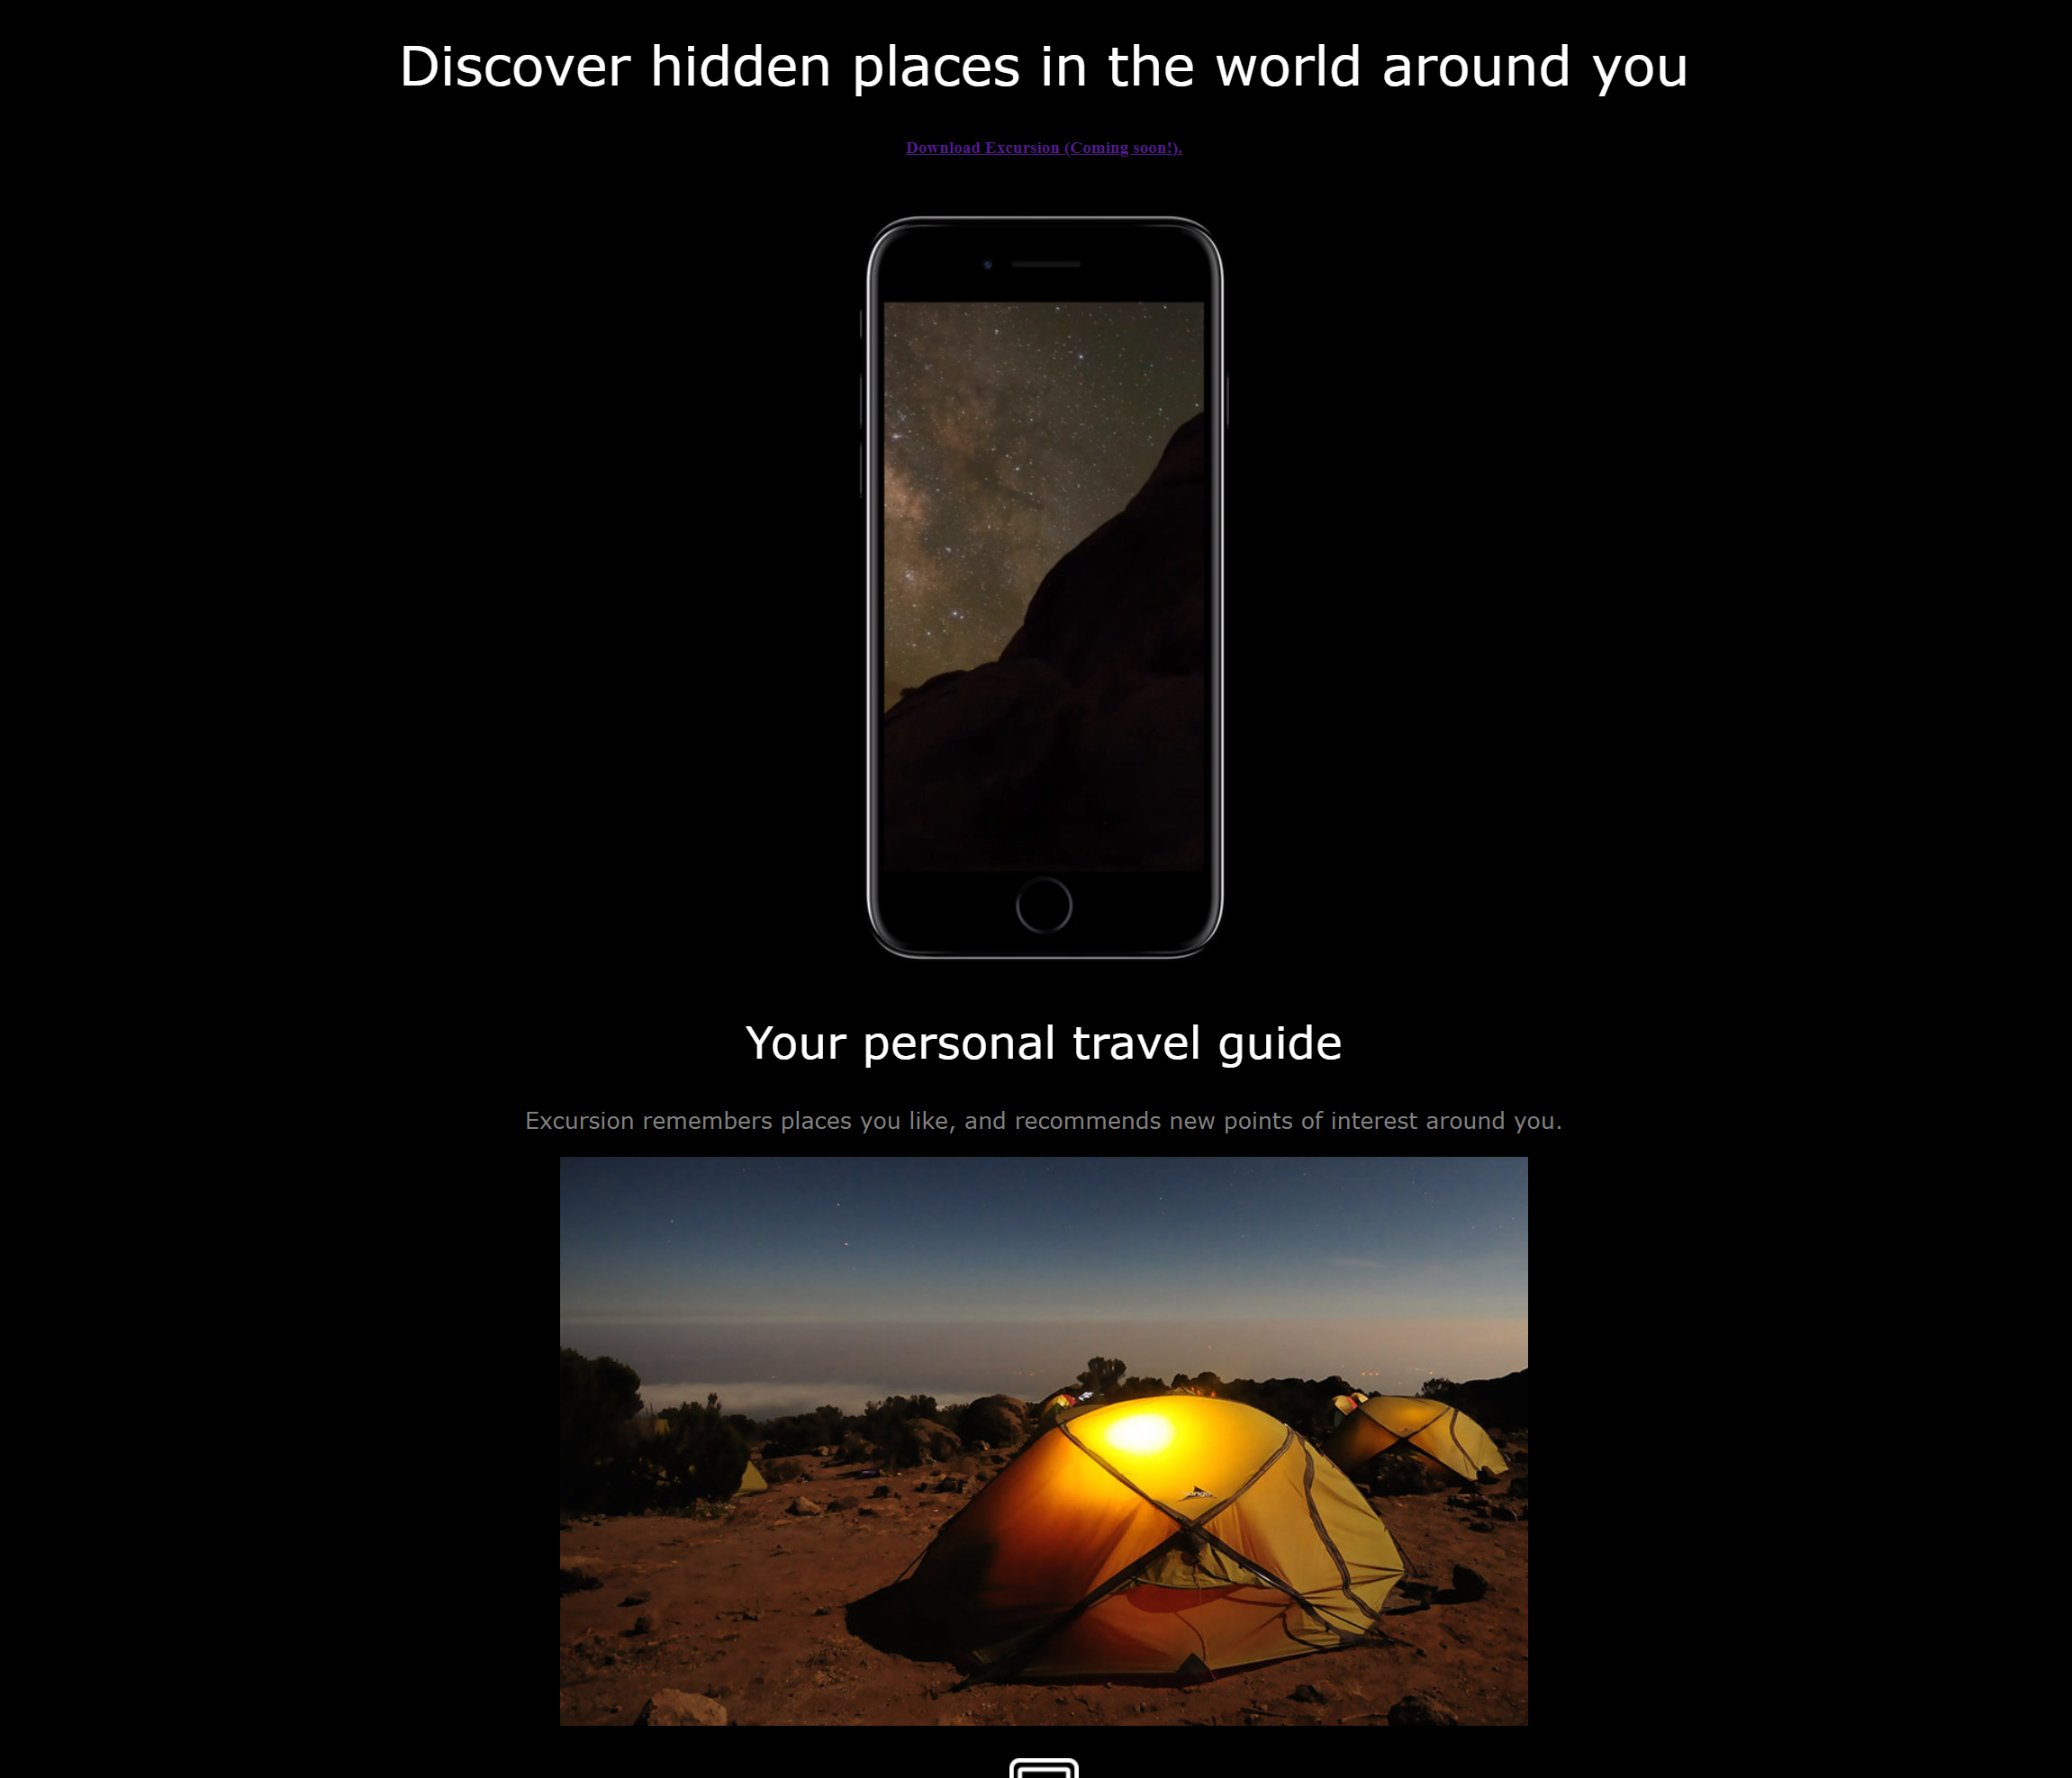 Discover hidden places in the world around you
Download Excursion (Coming soon!).
Your personal travel guide
Excursion remembers places you like, and recommends new points of interest around you.